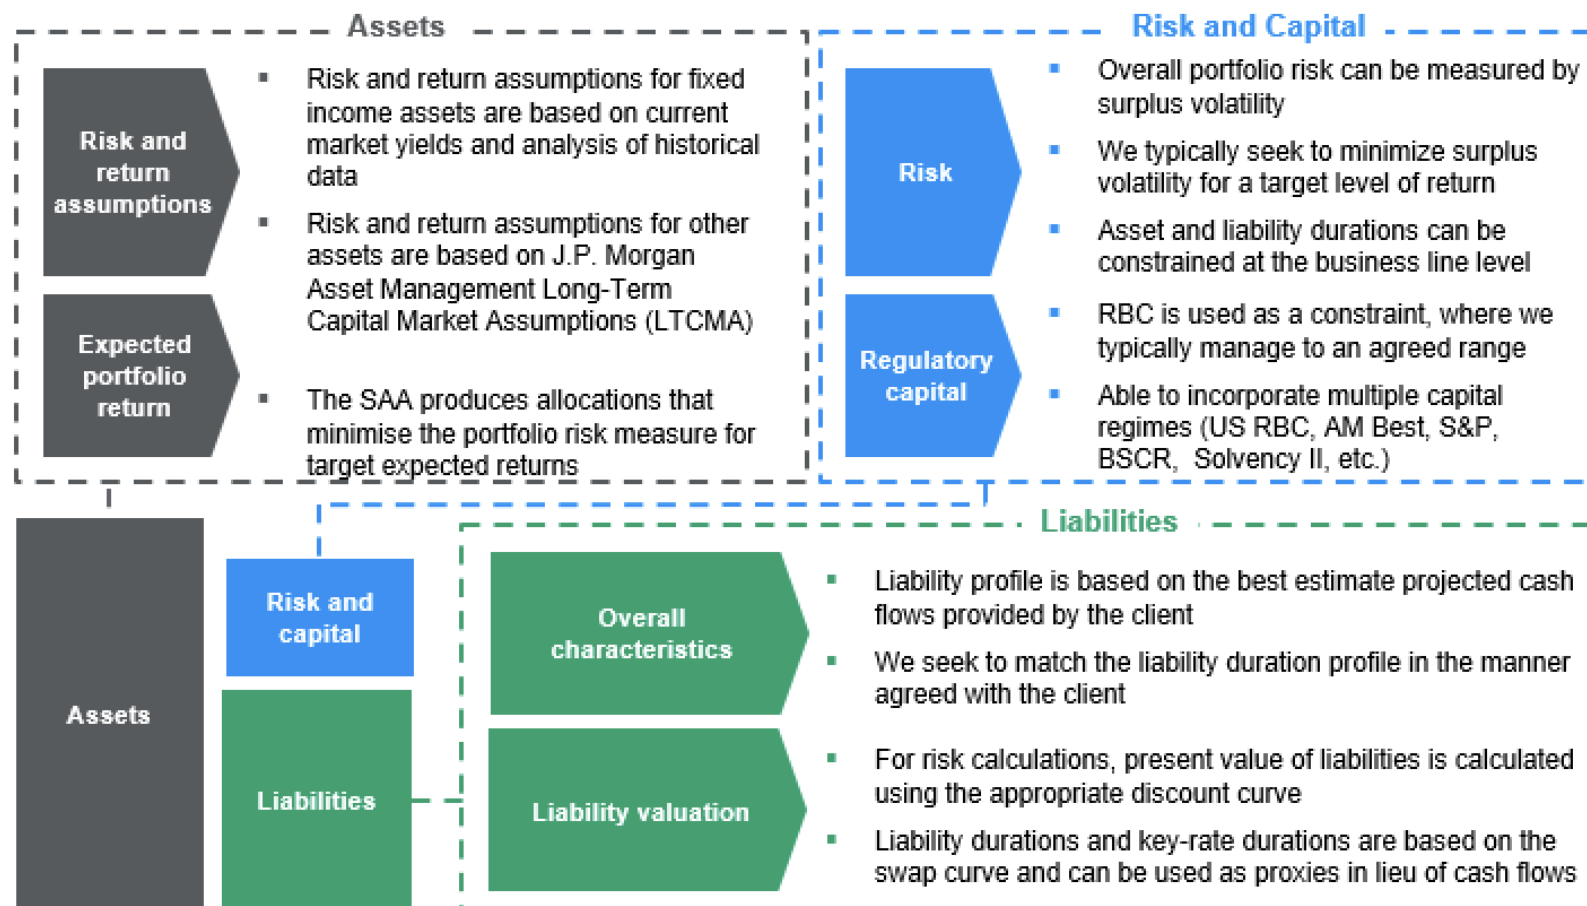 Assets
Risk and
return
assumptions
▪ Risk and return assumptions for fixed
income assets are based on current
market yields and analysis of historical
data
▪ Risk and return assumptions for other
assets are based on J.P. Morgan
Asset Management Long-Term
Capital Market Assumptions (LTCMA)
Expected
portfolio
return
▪ The SAA produces allocations that
minimise the portfolio risk measure for
target expected returns
Risk and Capital
Risk
▪ Overall portfolio risk can be measured by
surplus volatility
▪ We typically seek to minimize surplus
volatility for a target level of return
▪ Asset and liability durations can be
constrained at the business line level
Regulatory
capital
▪ RBC is used as a constraint, where we
typically manage to an agreed range
▪ Able to incorporate multiple capital
regimes (US RBC, AM Best, S&P,
BSCR, Solvency II, etc.)
Assets
Risk and
capital
Liabilities
Liabilities
Overall
characteristics
▪ Liability profile is based on the best estimate projected cash
flows provided by the client
▪ We seek to match the liability duration profile in the manner
agreed with the client
Liability valuation
▪ For risk calculations, present value of liabilities is calculated
using the appropriate discount curve
▪ Liability durations and key-rate durations are based on the
swap curve and can be used as proxies in lieu of cash flows